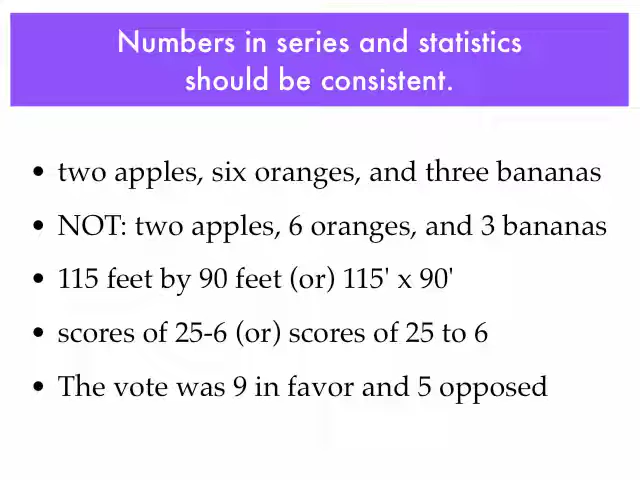 Numbers in series and statistics
should be consistent.
• two apples, six oranges, and three bananas
• NOT: two apples, 6 oranges, and 3 bananas
• 115 feet by 90 feet (or) 115' x 90'
• scores of 25-6 (or) scores of 25 to 6
• The vote was 9 in favor and 5 opposed